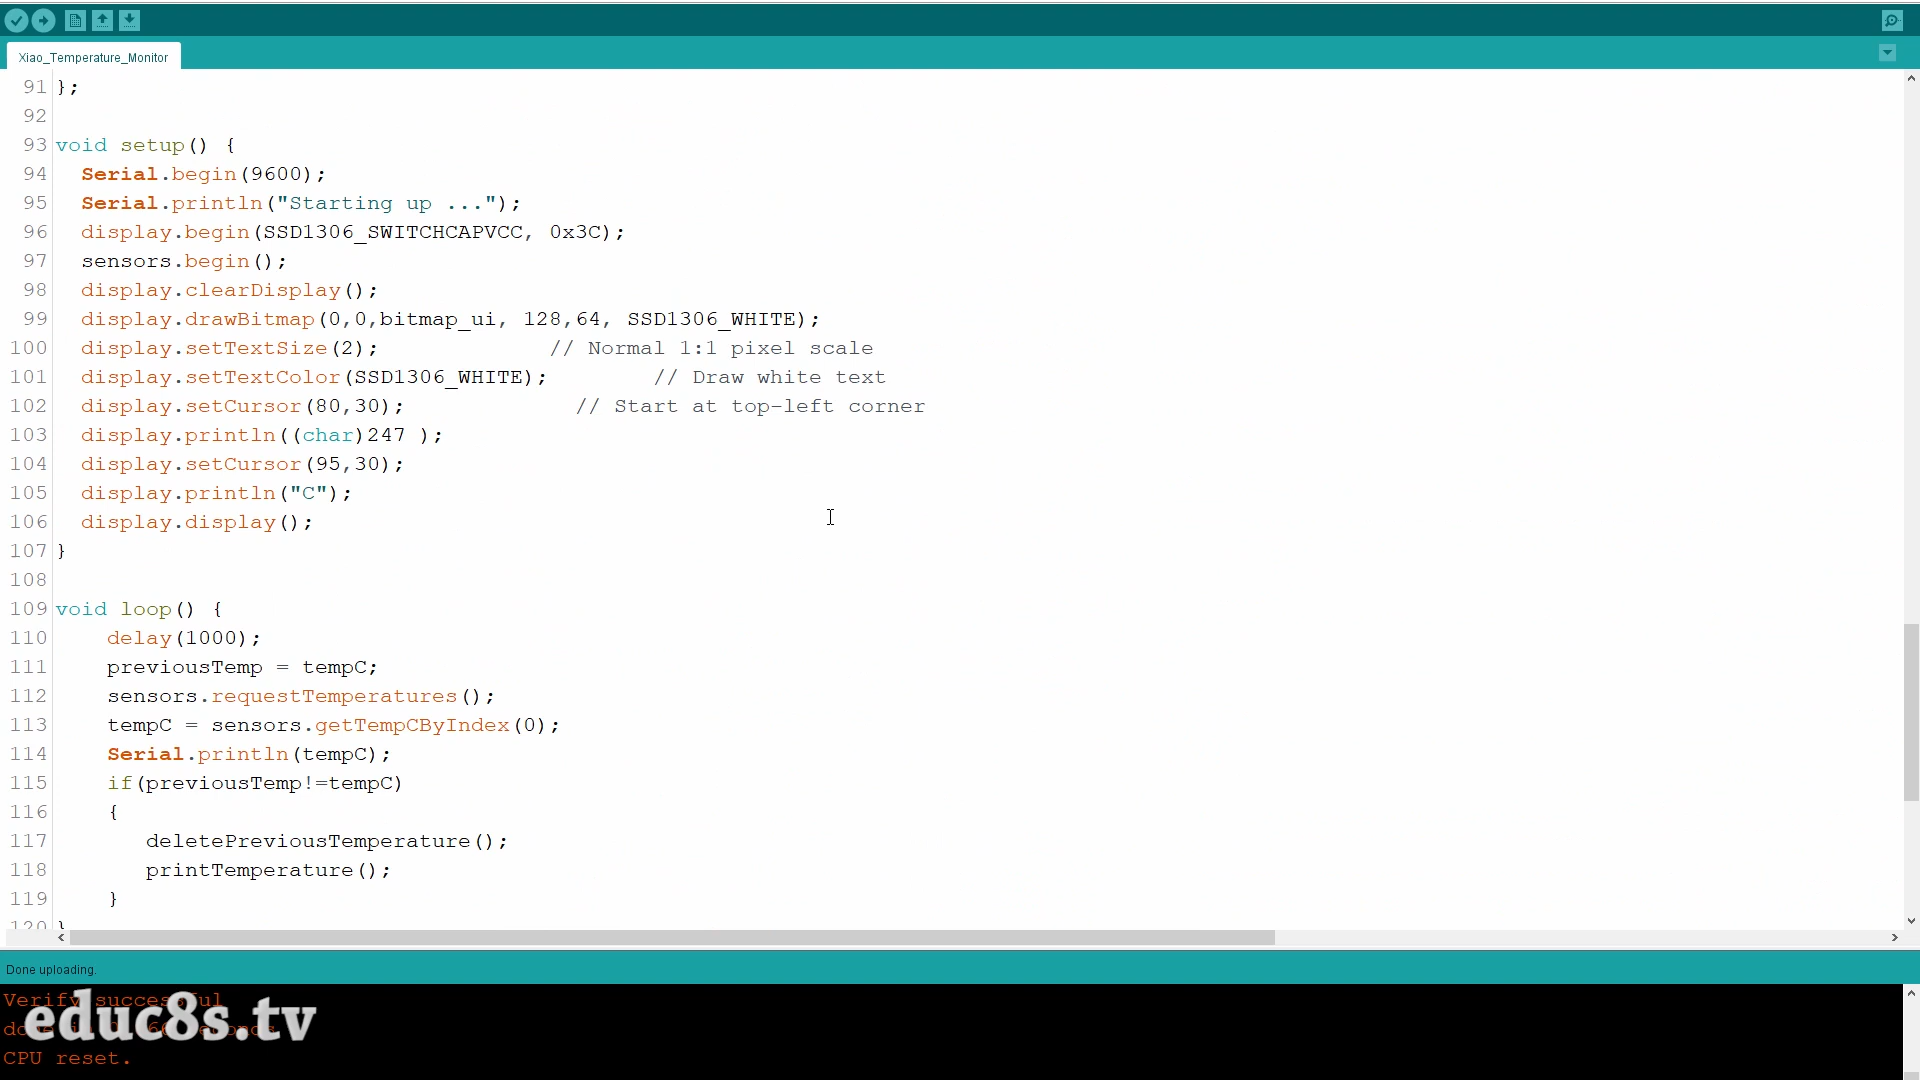 Xiao_Temperature_Monitor
91 };
92
93 void setup() {
94 Serial.begin(9600);
95 Serial.println("Starting up ...");
96 display.begin(SSD1306_SWITCHCAPVCC, 0x3C);
97 sensors.begin();
98 display.clearDisplay();
99 display.drawBitmap(0,0,bitmap_ui, 128,64, SSD1306_WHITE);
100 display.setTextSize(2); // Normal 1:1 pixel scale
101 display.setTextColor(SSD1306_WHITE); // Draw white text
102 display.setCursor(80,30); // Start at top-left corner
103 display.println((char)247 );
104 display.setCursor(95,30);
105 display.println("C");
106 display.display();
107 }
108
109 void loop() {
110 delay(1000);
111 previousTemp = tempC;
112 sensors.requestTemperatures();
113 tempC = sensors.getTempCByIndex(0);
114 Serial.println(tempC);
115 if(previousTemp!=tempC)
116 {
117 deletePreviousTemperature();
118 printTemperature();
119 }
120 }
Done uploading.
Verify successful
educ8s.tv
CPU reset.